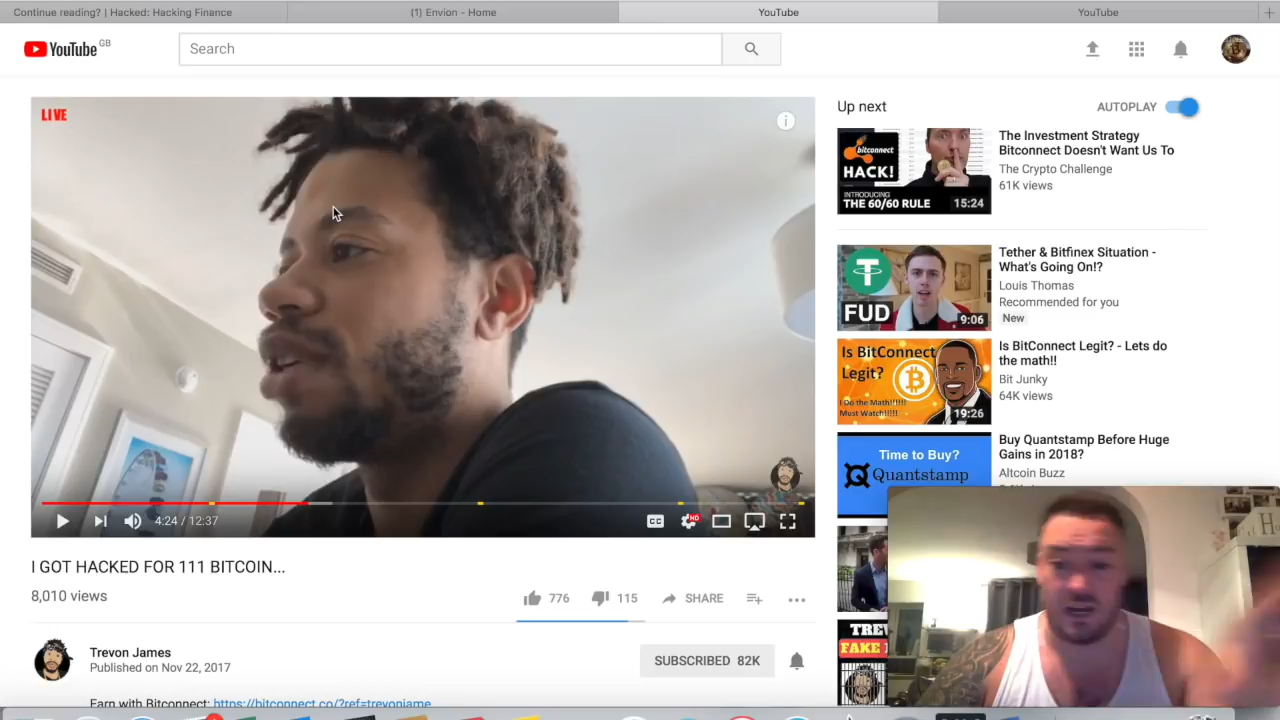 Continue reading? | Hacked: Hacking Finance
(1) Envion - Home
YouTube
YouTube
YouTube GB
Search
LIVE
Up next
AUTOPLAY
bitconnect
HACK!
INTRODUCING
THE 60/60 RULE
15:24
The Investment Strategy
Bitconnect Doesn't Want Us To
The Crypto Challenge
61K views
FUD
9:06
Tether & Bitfinex Situation -
What's Going On!?
Louis Thomas
Recommended for you
New
Is BitConnect
Legit?
I Do the Math!!!!!!
Must Watch!!!!!
19:26
Is BitConnect Legit? - Lets do
the math!!
Bit Junky
64K views
Time to Buy?
Quantstamp
Buy Quantstamp Before Huge
Gains in 2018?
Altcoin Buzz
4:24 / 12:37
CC
HD
I GOT HACKED FOR 111 BITCOIN...
8,010 views
776
115
SHARE
Trevon James
Published on Nov 22, 2017
SUBSCRIBED 82K
Earn with Bitconnect: https://bitconnect.co/?ref=trevonjame
FAKE